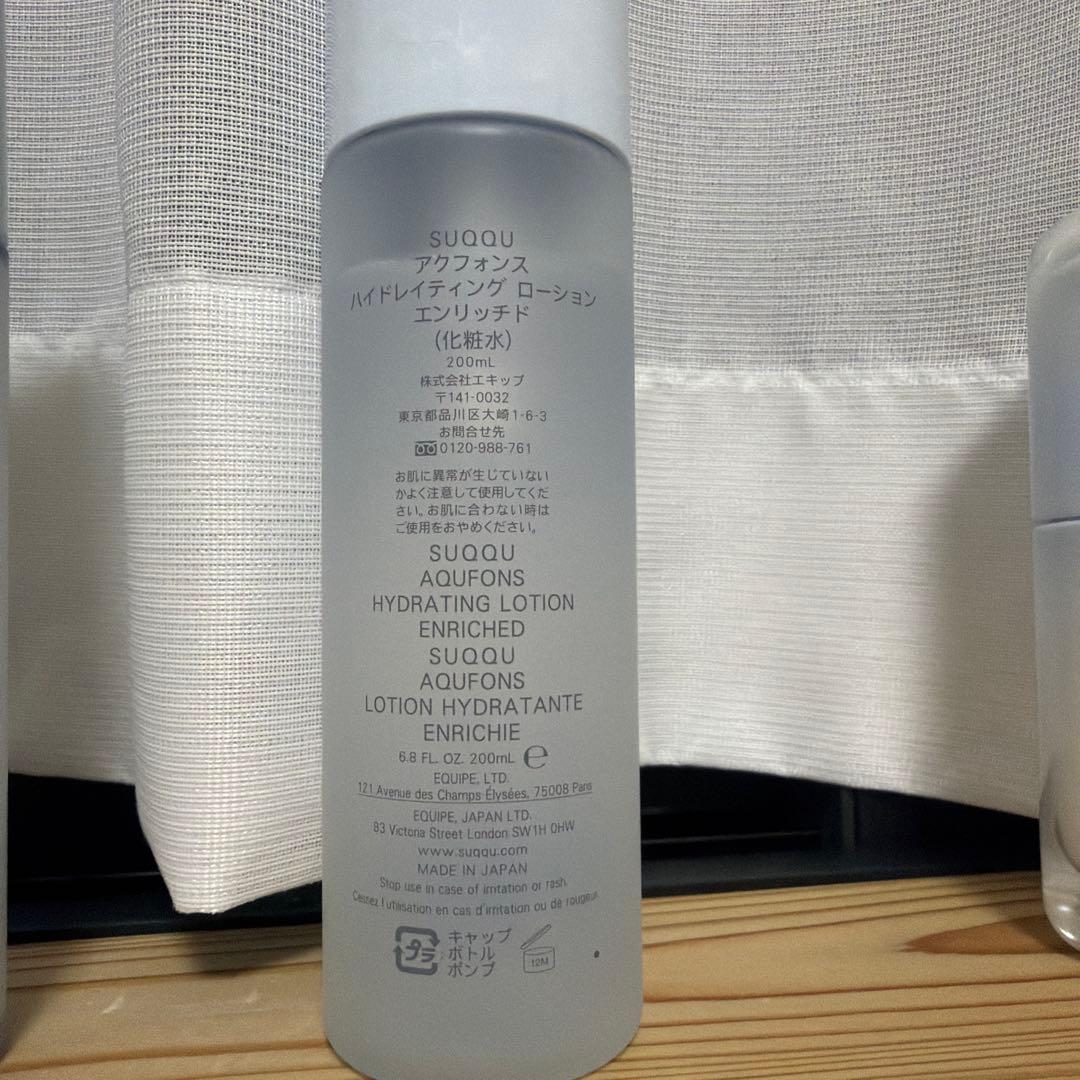 SUQQU
アクフォンス
ハイドレイティング ローション
エンリッチド
(化粧水)
200mL
株式会社エキップ
〒141-0032
東京都品川区大崎1-6-3
お問合せ先
0120-988-761
お肌に異常が生じていない
かよく注意して使用してくだ
さい。お肌に合わない時は
ご使用をおやめください。
SUQQU
AQUFONS
HYDRATING LOTION
ENRICHED
SUQQU
AQUFONS
LOTION HYDRATANTE
ENRICHIE
6.8 FL. OZ. 200mL ℮
EQUIPE, LTD.
121 Avenue des Champs Élysées, 75008 Paris
EQUIPE, JAPAN LTD.
83 Victoria Street London SW1H 0HW
www.suqqu.com
MADE IN JAPAN
Stop use in case of irritation or rash.
Cessez l'utilisation en cas d'irritation ou de rougeur.
プラ
キャップ
ボトル
ポンプ
12M